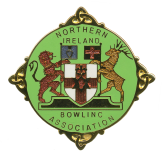 NORTHERN
IRELAND
BOWLING
ASSOCIATION